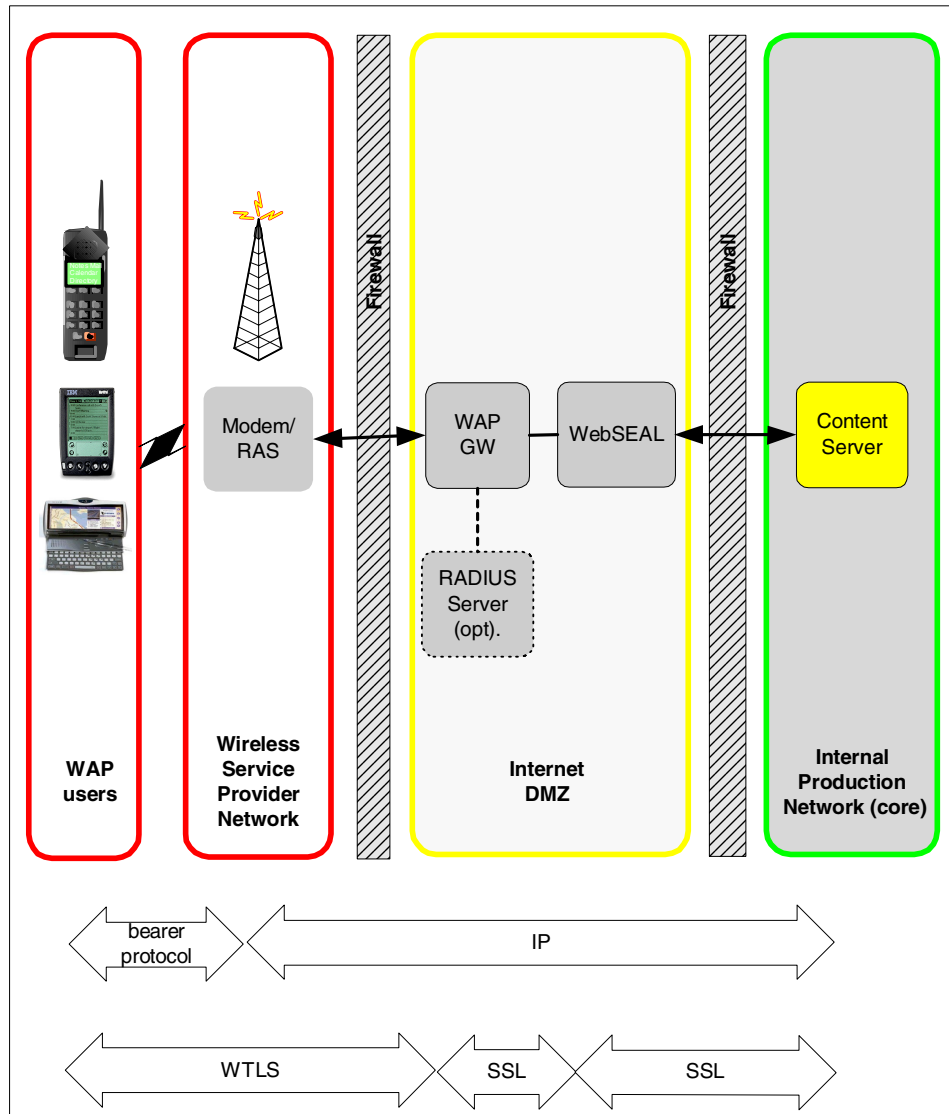 Firewall
Firewall
IBM
Modem/
RAS
WAP
GW
WebSEAL
Content
Server
RADIUS
Server
(opt).
WAP
users
Wireless
Service
Provider
Network
Internet
DMZ
Internal
Production
Network (core)
bearer
protocol
IP
WTLS
SSL
SSL